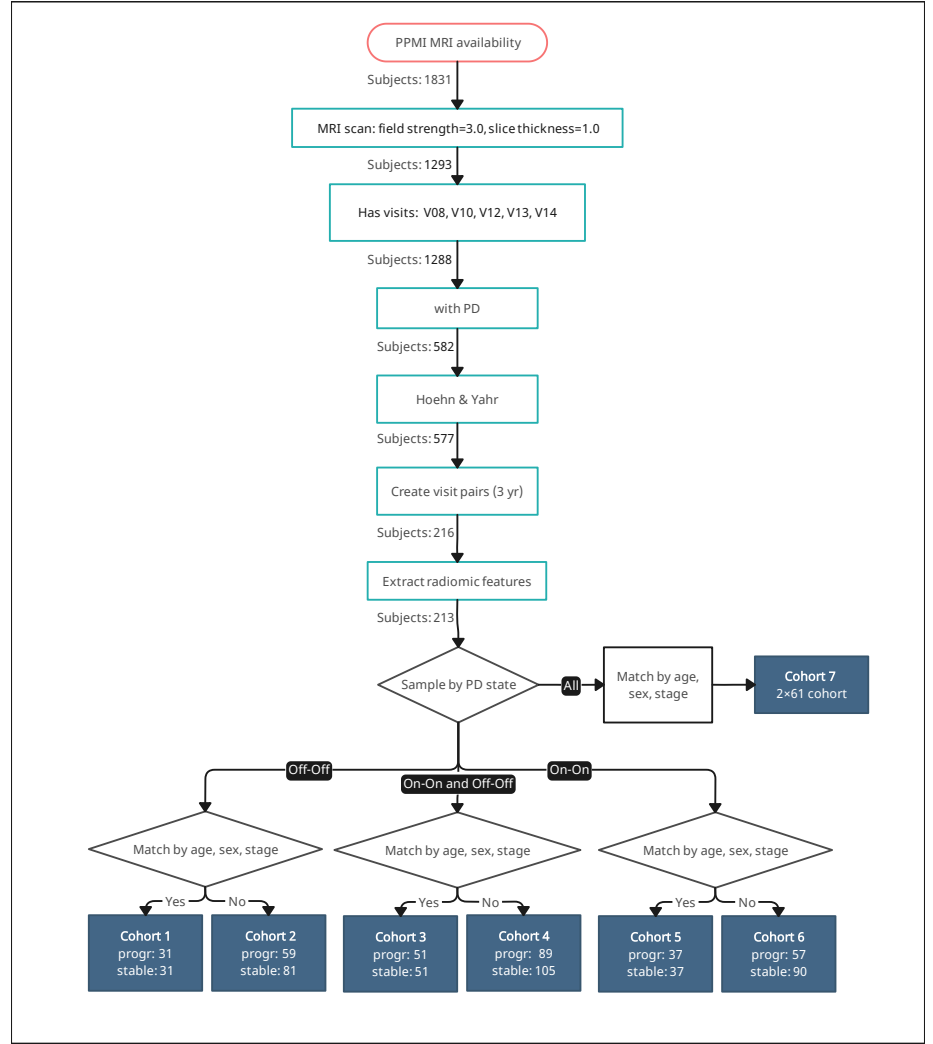 PPMI MRI availability
Subjects: 1831
MRI scan: field strength=3.0, slice thickness=1.0
Subjects: 1293
Has visits: V08, V10, V12, V13, V14
Subjects: 1288
with PD
Subjects: 582
Hoehn & Yahr
Subjects: 577
Create visit pairs (3 yr)
Subjects: 216
Extract radiomic features
Subjects: 213
Sample by PD state
All
Match by age,
sex, stage
Cohort 7
2×61 cohort
Off-Off
On-On and Off-Off
On-On
Match by age, sex, stage
Match by age, sex, stage
Match by age, sex, stage
Yes
No
Yes
No
Yes
No
Cohort 1
progr: 31
stable: 31
Cohort 2
progr: 59
stable: 81
Cohort 3
progr: 51
stable: 51
Cohort 4
progr: 89
stable: 105
Cohort 5
progr: 37
stable: 37
Cohort 6
progr: 57
stable: 90